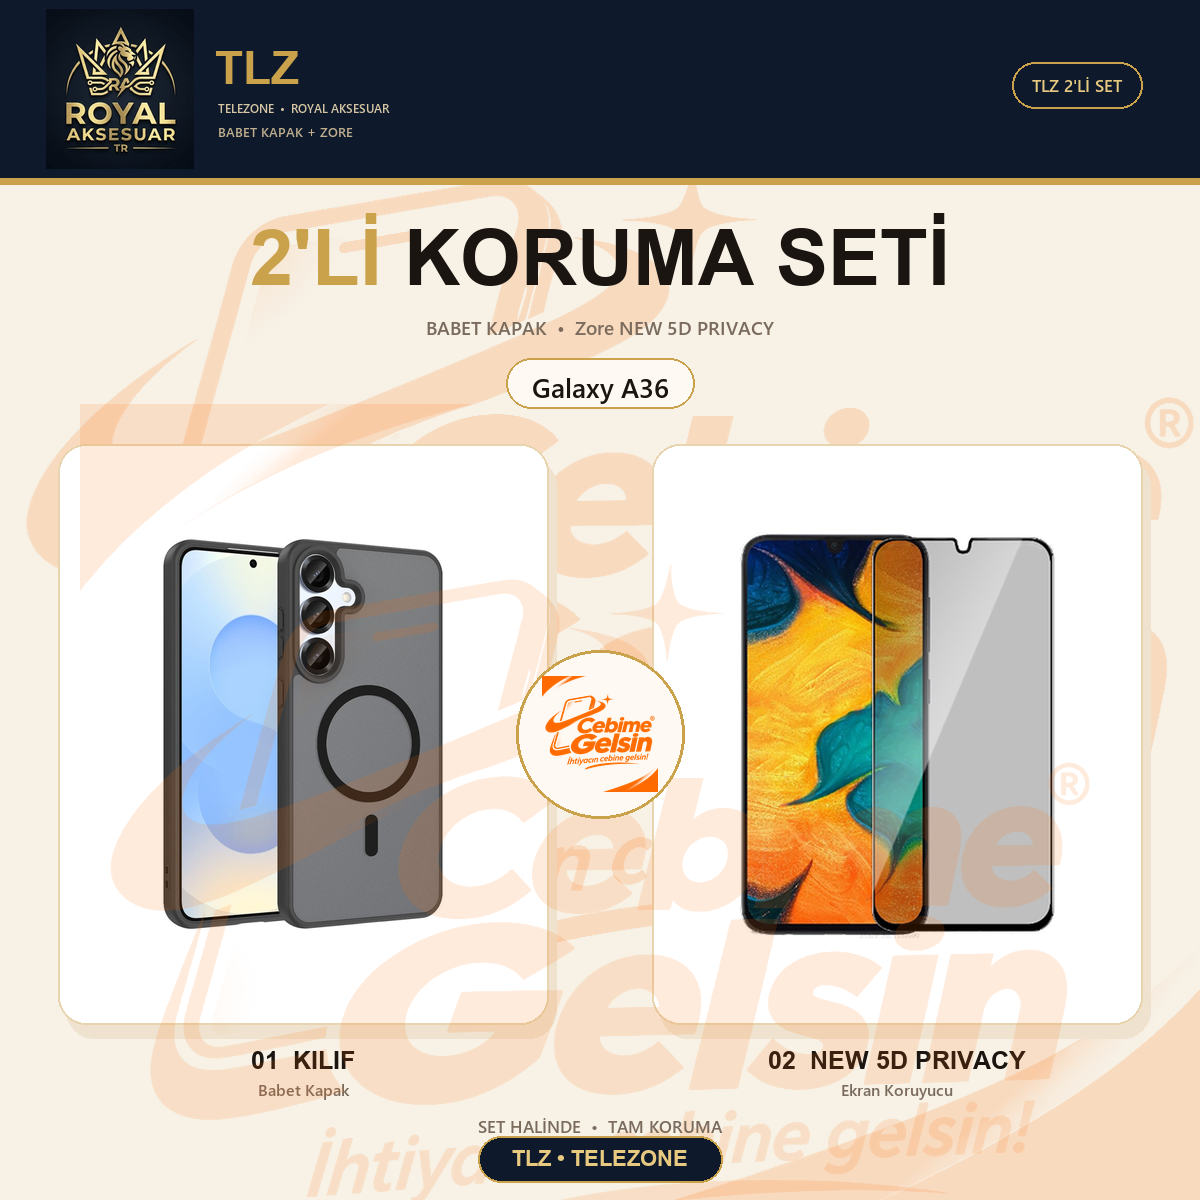 ROYAL
AKSESUAR
TR
TLZ
TELEZONE • ROYAL AKSESUAR
BABET KAPAK + ZORE
TLZ 2'Lİ SET
2'Lİ KORUMA SETİ
BABET KAPAK • Zore NEW 5D PRIVACY
Galaxy A36
Cebime®
Gelsin
İhtiyacın cebine gelsin!
Cebime®
Gelsin
01 KILIF
Babet Kapak
02 NEW 5D PRIVACY
Ekran Koruyucu
SET HALİNDE • TAM KORUMA
TLZ • TELEZONE